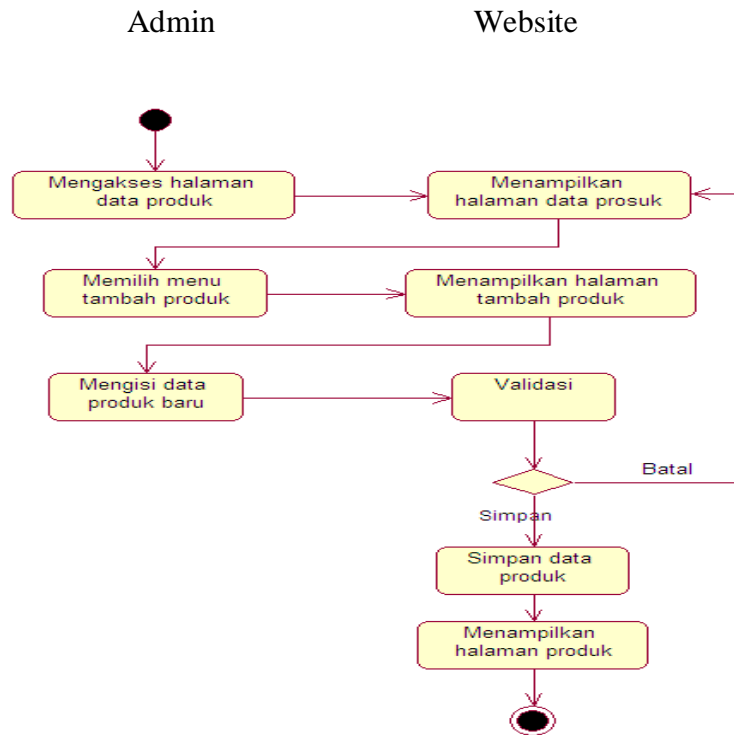 Admin
Website
Mengakses halaman
data produk
Menampilkan
halaman data prosuk
Memilih menu
tambah produk
Menampilkan halaman
tambah produk
Mengisi data
produk baru
Validasi
Batal
Simpan
Simpan data
produk
Menampilkan
halaman produk